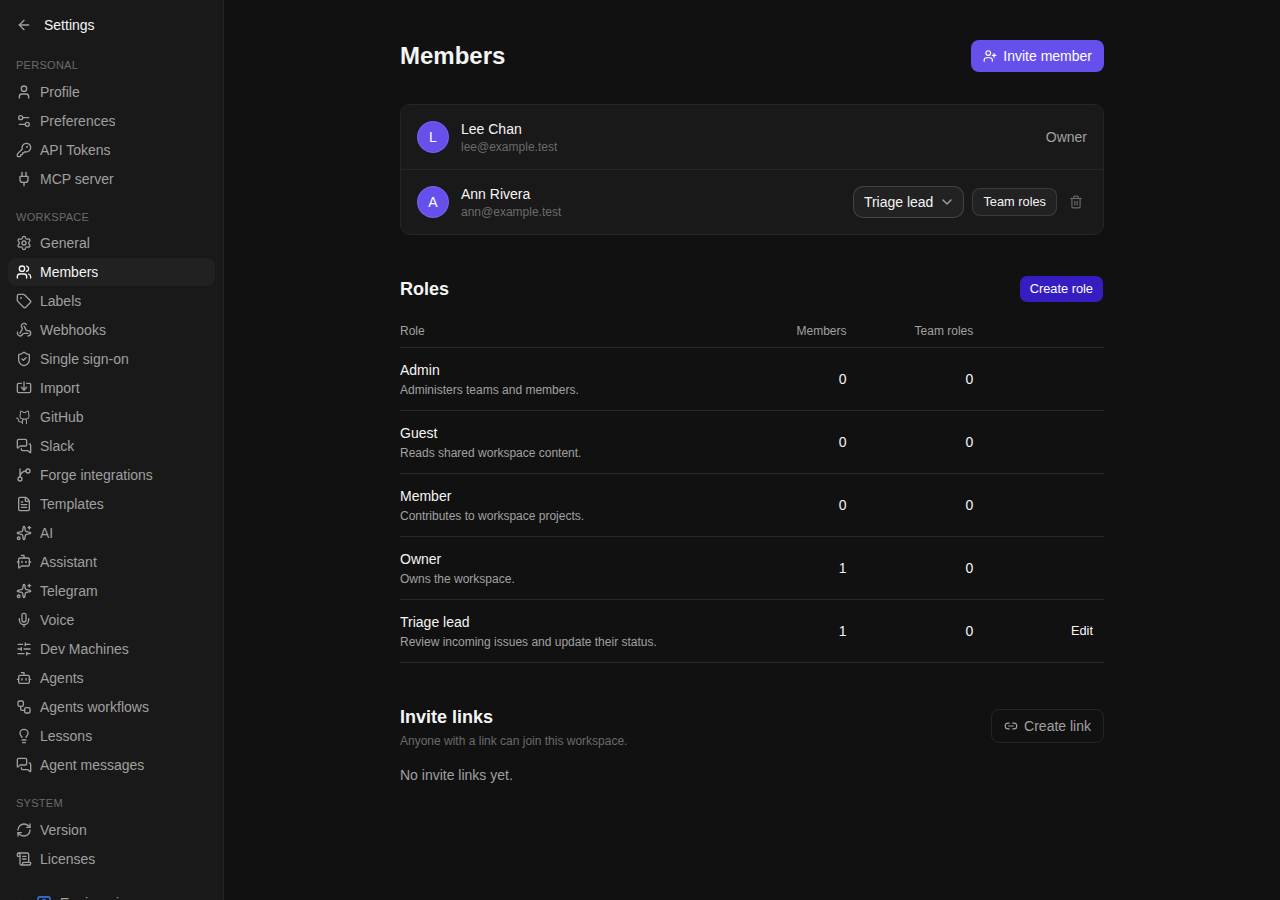 Settings
PERSONAL
Profile
Preferences
API Tokens
MCP server
WORKSPACE
General
Members
Labels
Webhooks
Single sign-on
Import
GitHub
Slack
Forge integrations
Templates
AI
Assistant
Telegram
Voice
Dev Machines
Agents
Agents workflows
Lessons
Agent messages
SYSTEM
Version
Licenses
Members
Invite member
L
Lee Chan
lee@example.test
Owner
A
Ann Rivera
ann@example.test
Triage lead
Team roles
Roles
Create role
Role Members Team roles
Admin
Administers teams and members.
0 0
Guest
Reads shared workspace content.
0 0
Member
Contributes to workspace projects.
0 0
Owner
Owns the workspace.
1 0
Triage lead
Review incoming issues and update their status.
1 0 Edit
Invite links
Anyone with a link can join this workspace.
Create link
No invite links yet.